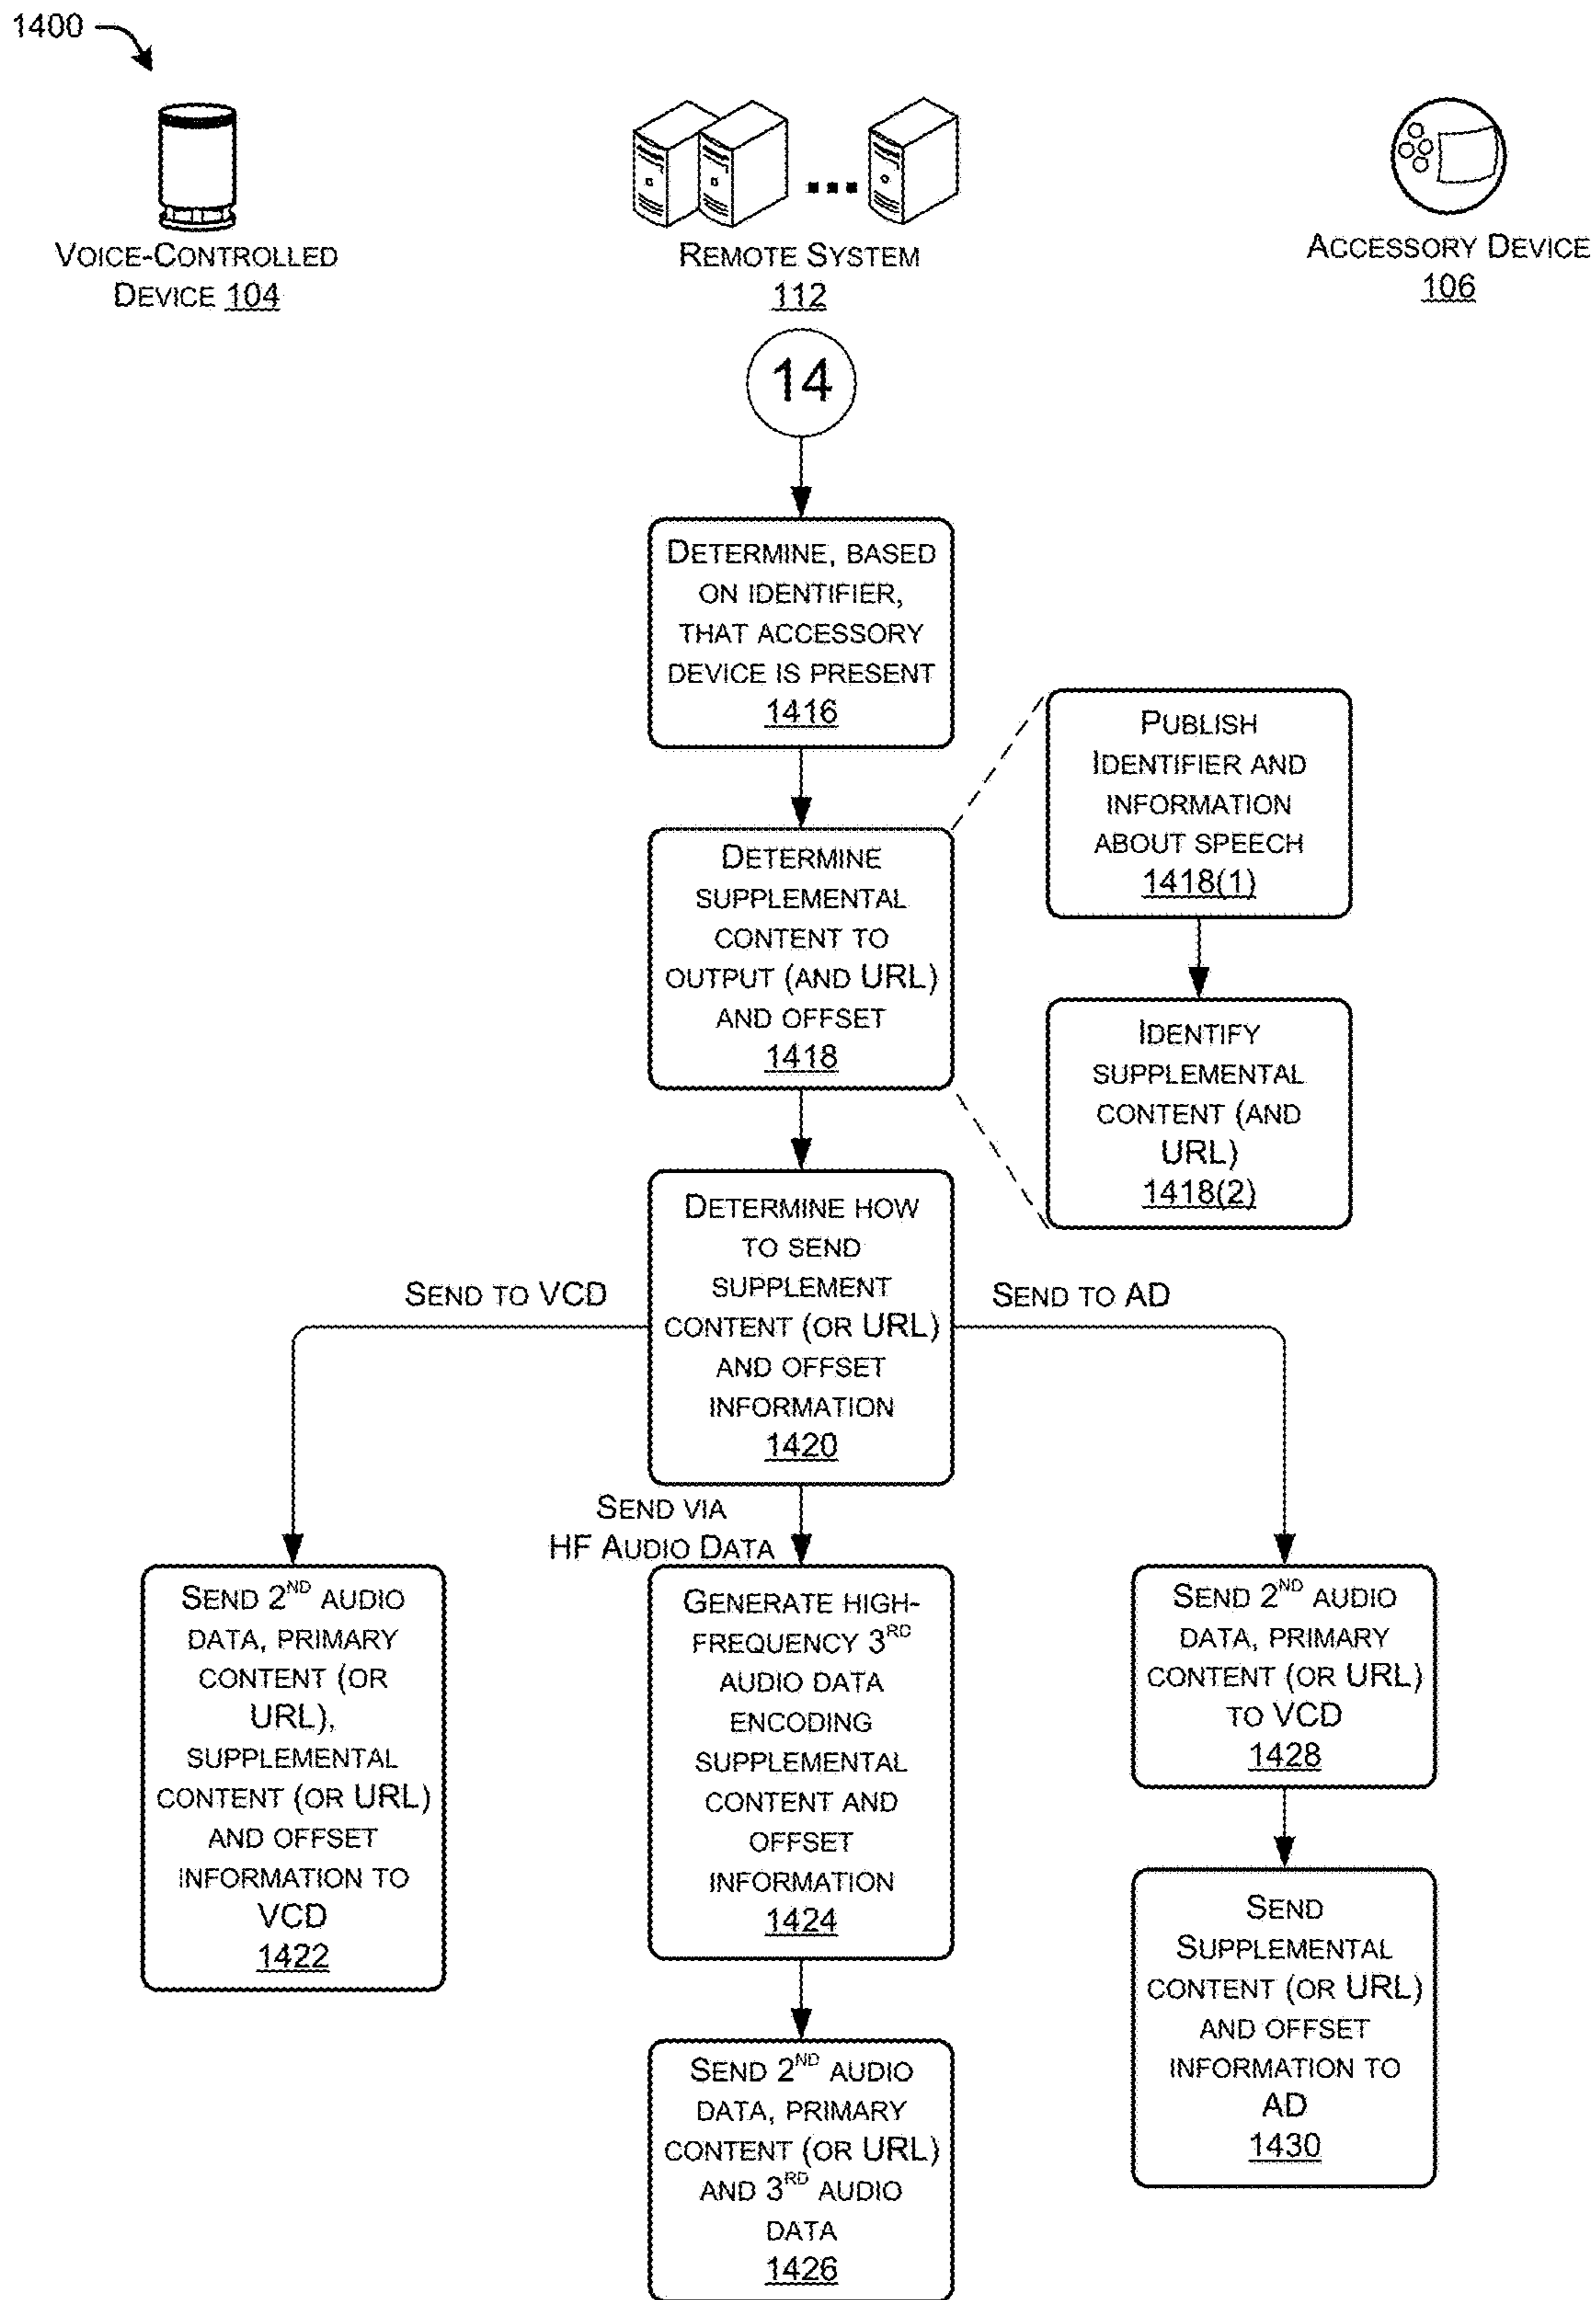 1400
VOICE-CONTROLLED
DEVICE 104
REMOTE SYSTEM
112
ACCESSORY DEVICE
106
14
DETERMINE, BASED
ON IDENTIFIER,
THAT ACCESSORY
DEVICE IS PRESENT
1416
PUBLISH
IDENTIFIER AND
INFORMATION
ABOUT SPEECH
1418(1)
DETERMINE
SUPPLEMENTAL
CONTENT TO
OUTPUT (AND URL)
AND OFFSET
1418
IDENTIFY
SUPPLEMENTAL
CONTENT (AND
URL)
1418(2)
DETERMINE HOW
TO SEND
SUPPLEMENT
CONTENT (OR URL)
AND OFFSET
INFORMATION
1420
SEND TO VCD
SEND TO AD
SEND VIA
HF AUDIO DATA
SEND 2ND AUDIO
DATA, PRIMARY
CONTENT (OR
URL),
SUPPLEMENTAL
CONTENT (OR URL)
AND OFFSET
INFORMATION TO
VCD
1422
GENERATE HIGH-
FREQUENCY 3RD
AUDIO DATA
ENCODING
SUPPLEMENTAL
CONTENT AND
OFFSET
INFORMATION
1424
SEND 2ND AUDIO
DATA, PRIMARY
CONTENT (OR URL)
AND 3RD AUDIO
DATA
1426
SEND 2ND AUDIO
DATA, PRIMARY
CONTENT (OR URL)
TO VCD
1428
SEND
SUPPLEMENTAL
CONTENT (OR URL)
AND OFFSET
INFORMATION TO
AD
1430